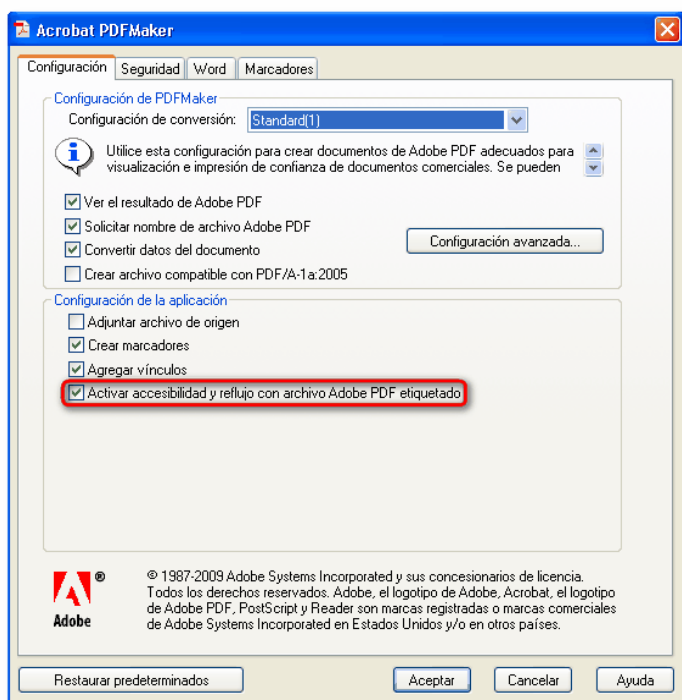 Acrobat PDFMaker
Configuración Seguridad Word Marcadores
Configuración de PDFMaker
Configuración de conversión: Standard(1)
Utilice esta configuración para crear documentos de Adobe PDF adecuados para
visualización e impresión de confianza de documentos comerciales. Se pueden
Ver el resultado de Adobe PDF
Solicitar nombre de archivo Adobe PDF
Convertir datos del documento
Configuración avanzada...
Crear archivo compatible con PDF/A-1a:2005
Configuración de la aplicación
Adjuntar archivo de origen
Crear marcadores
Agregar vínculos
Activar accesibilidad y reflujo con archivo Adobe PDF etiquetado
® © 1987-2009 Adobe Systems Incorporated y sus concesionarios de licencia.
Todos los derechos reservados. Adobe, el logotipo de Adobe, Acrobat, el logotipo
de Adobe PDF, PostScript y Reader son marcas registradas o marcas comerciales
de Adobe Systems Incorporated en Estados Unidos y/o en otros países.
Adobe
Restaurar predeterminados Aceptar Cancelar Ayuda